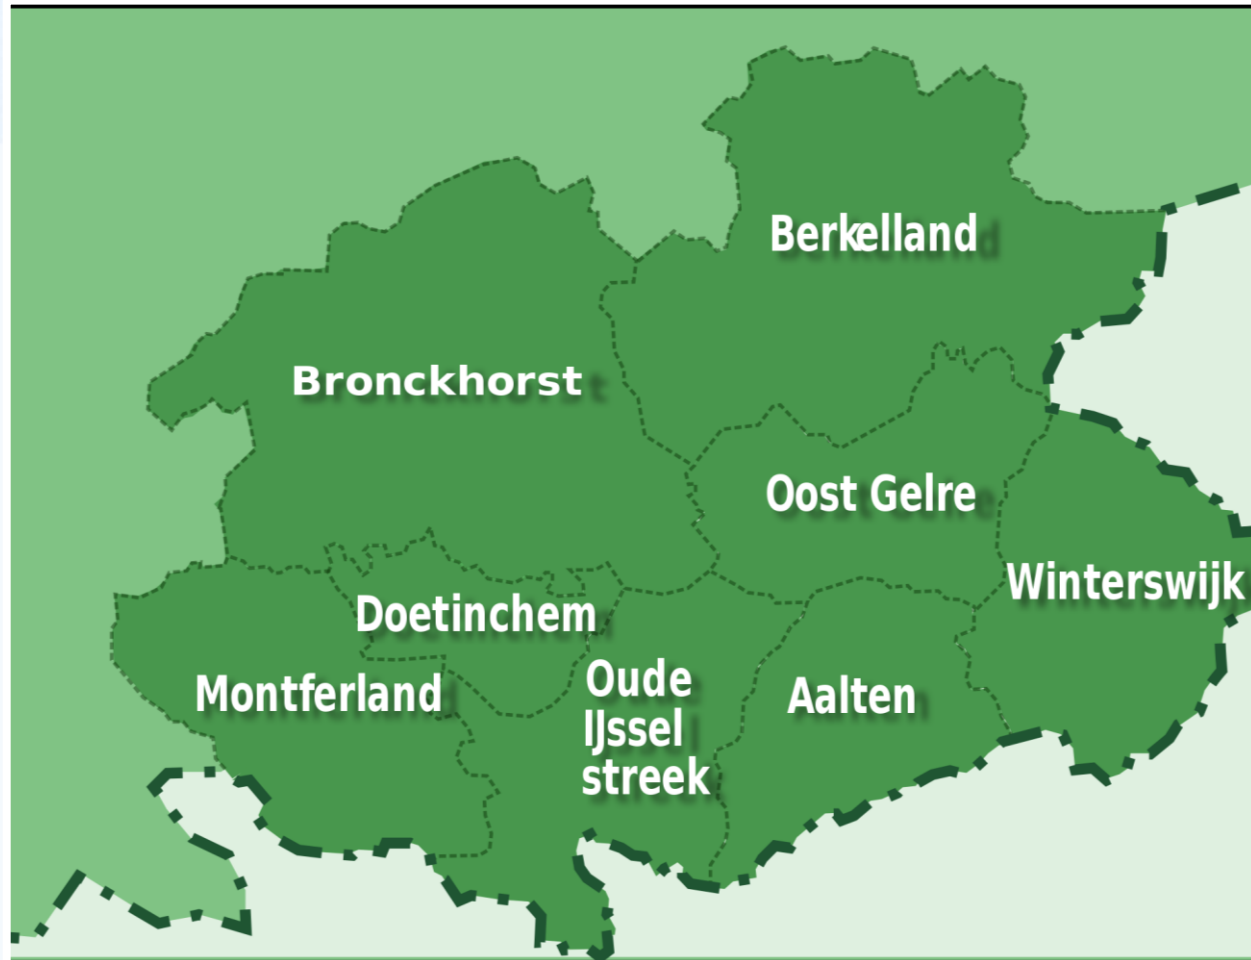 Berkelland
Bronckhorst
Oost Gelre
Winterswijk
Doetinchem
Montferland
Oude
IJssel
streek
Aalten